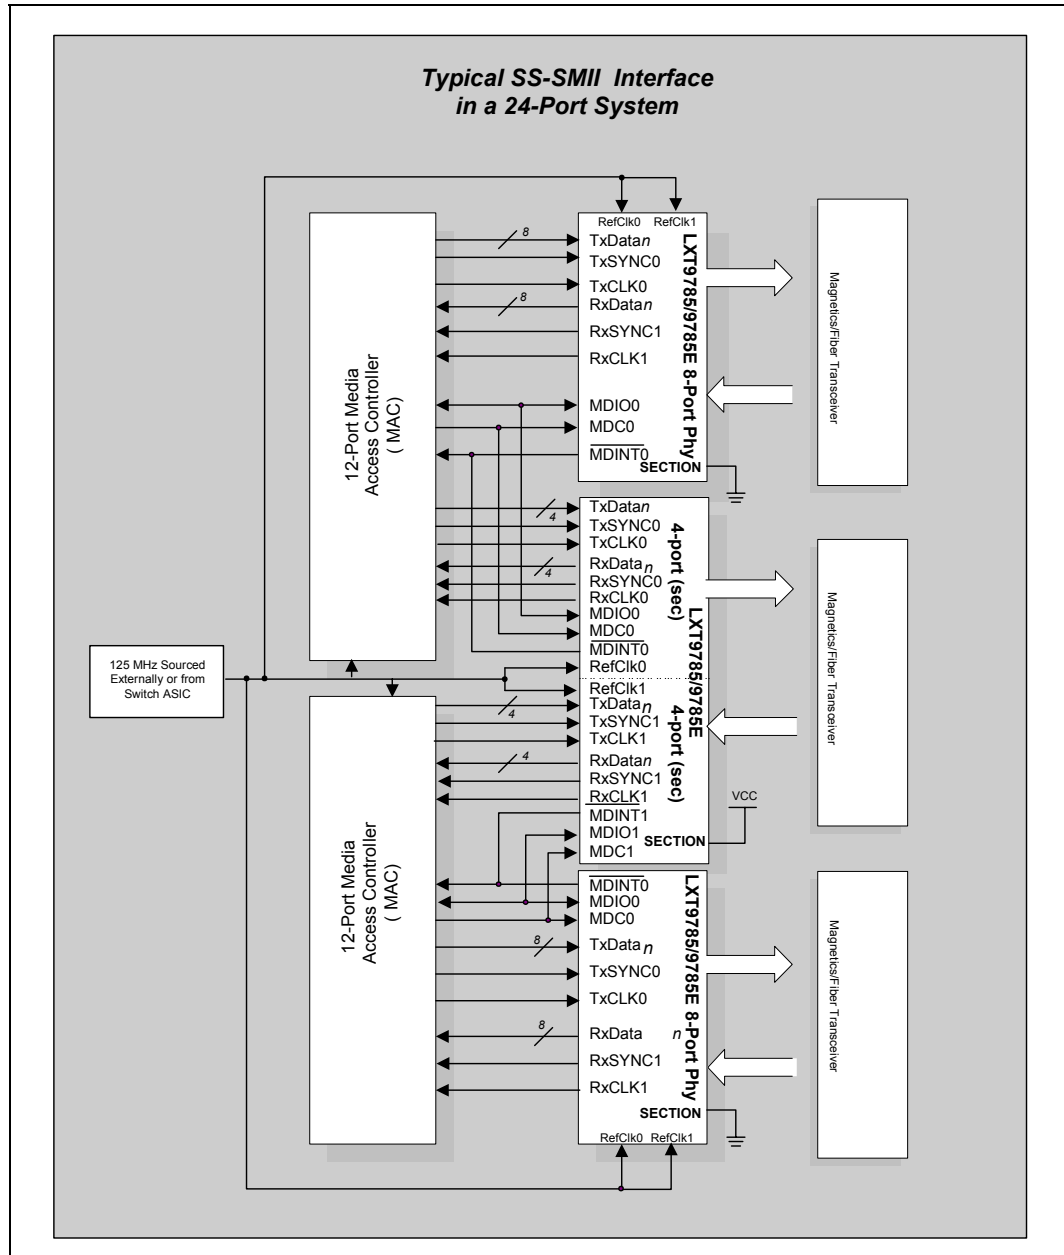 Typical SS-SMII Interface
in a 24-Port System
RefClk0 RefClk1
12-Port Media
Access Controller
( MAC)
8
TxDatan
TxSYNC0
TxCLK0
8
RxDatan
RxSYNC1
RxCLK1
MDIO0
MDC0
MDINT0
SECTION
LXT9785/9785E 8-Port Phy
Magnetics/Fiber Transceiver
4
TxDatan
TxSYNC0
TxCLK0
4
RxDatan
RxSYNC0
RxCLK0
MDIO0
MDC0
MDINT0
RefClk0
4-port (sec)
LXT9785/9785E
Magnetics/Fiber Transceiver
125 MHz Sourced
Externally or from
Switch ASIC
12-Port Media
Access Controller
( MAC)
RefClk1
4
TxDatan
TxSYNC1
TxCLK1
4
RxDatan
RxSYNC1
RxCLK1
MDINT1
MDIO1
MDC1
4-port (sec)
SECTION
VCC
MDINT0
MDIO0
MDC0
8
TxData n
TxSYNC0
TxCLK0
8
RxData n
RxSYNC1
RxCLK1
SECTION
LXT9785/9785E 8-Port Phy
RefClk0 RefClk1
Magnetics/Fiber Transceiver